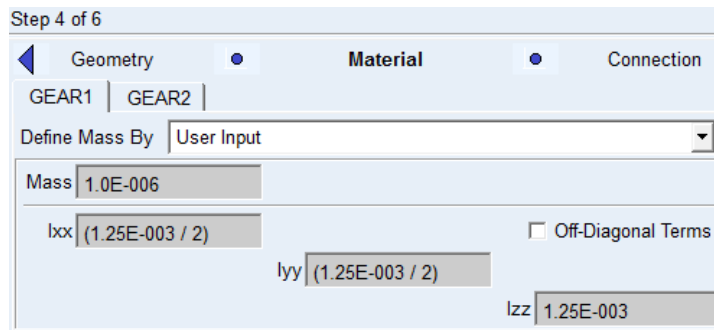 Step 4 of 6
Geometry Material Connection
GEAR1 GEAR2
Define Mass By User Input
Mass 1.0E-006
Ixx (1.25E-003 / 2) Off-Diagonal Terms
Iyy (1.25E-003 / 2)
Izz 1.25E-003